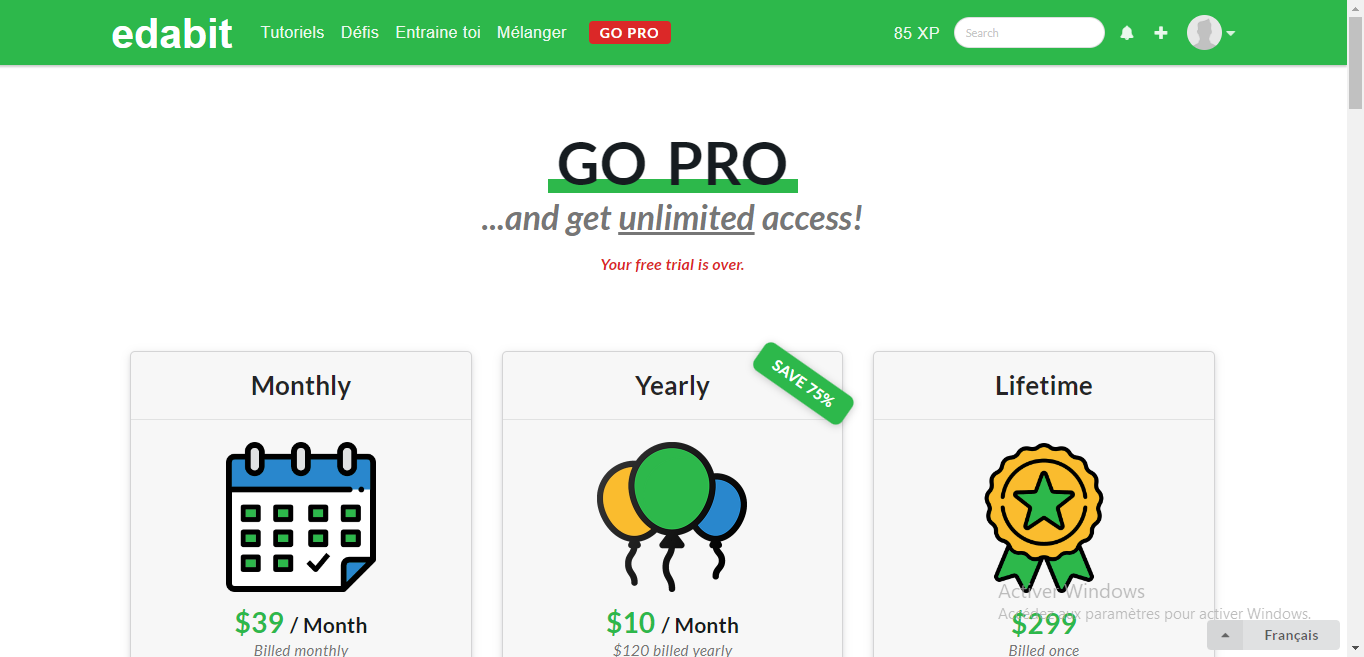 edabit Tutoriels Défis Entraine toi Mélanger GO PRO 85 XP Search
GO PRO
...and get unlimited access!
Your free trial is over.
Monthly Yearly SAVE 75% Lifetime
$39 / Month $10 / Month $299
Billed monthly $120 billed yearly Billed once
Activer Windows
Accédez aux paramètres pour activer Windows.
Français